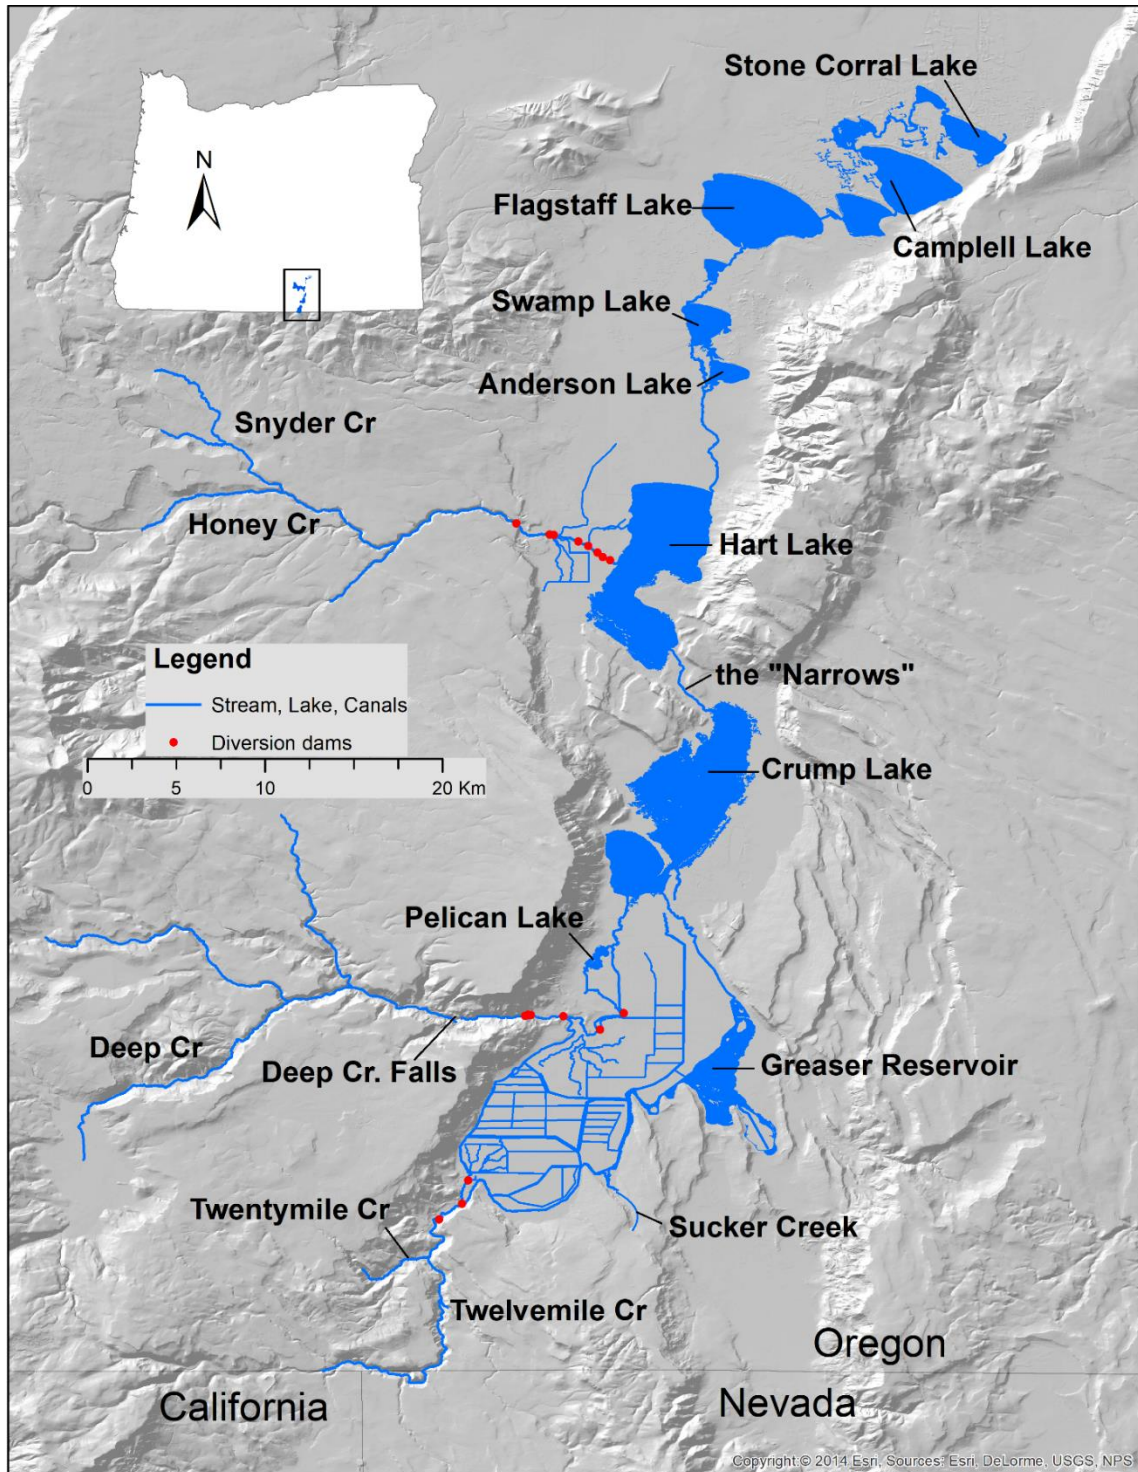 Stone Corral Lake
N
Flagstaff Lake
Camplell Lake
Swamp Lake
Anderson Lake
Snyder Cr
Honey Cr
Hart Lake
Legend
Stream, Lake, Canals
Diversion dams
0 5 10 20 Km
the "Narrows"
Crump Lake
Pelican Lake
Deep Cr
Deep Cr. Falls
Greaser Reservoir
Twentymile Cr
Sucker Creek
Twelvemile Cr
Oregon
California
Nevada
Copyright:© 2014 Esri, Sources: Esri, DeLorme, USGS, NPS